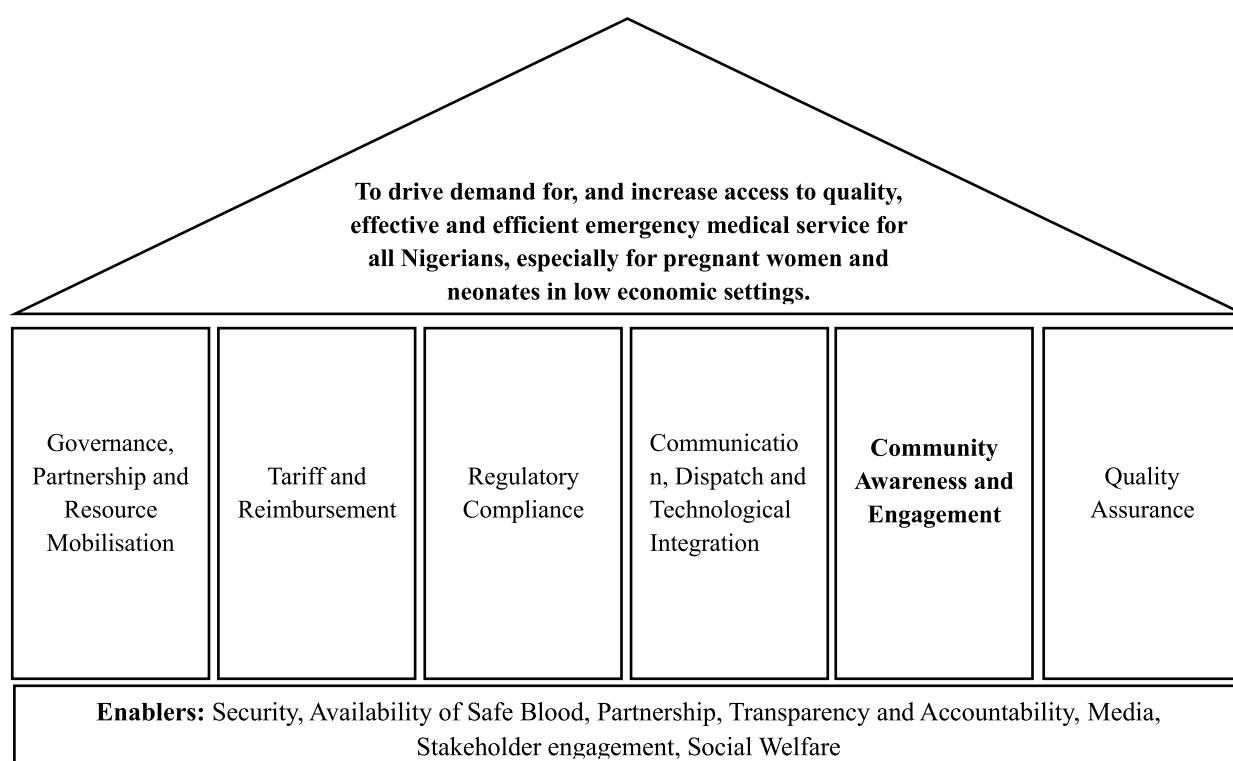 To drive demand for, and increase access to quality,
effective and efficient emergency medical service for
all Nigerians, especially for pregnant women and
neonates in low economic settings.
Governance,
Partnership and
Resource
Mobilisation
Tariff and
Reimbursement
Regulatory
Compliance
Communicatio
n, Dispatch and
Technological
Integration
Community
Awareness and
Engagement
Quality
Assurance
Enablers: Security, Availability of Safe Blood, Partnership, Transparency and Accountability, Media,
Stakeholder engagement, Social Welfare